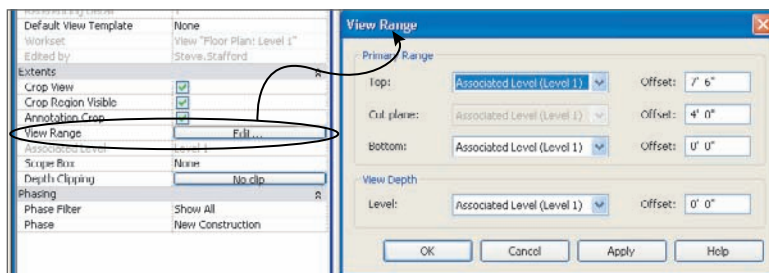 Default View Template None
Workset View "Floor Plan: Level 1"
Edited by Steve.Stafford
Extents
Crop View
Crop Region Visible
Annotation Crop
View Range Edit...
Associated Level Level 1
Scope Box None
Depth Clipping No clip
Phasing
Phase Filter Show All
Phase New Construction
View Range
Primary Range
Top: Associated Level (Level 1) Offset: 7' 6"
Cut plane: Associated Level (Level 1) Offset: 4' 0"
Bottom: Associated Level (Level 1) Offset: 0' 0"
View Depth
Level: Associated Level (Level 1) Offset: 0' 0"
OK Cancel Apply Help